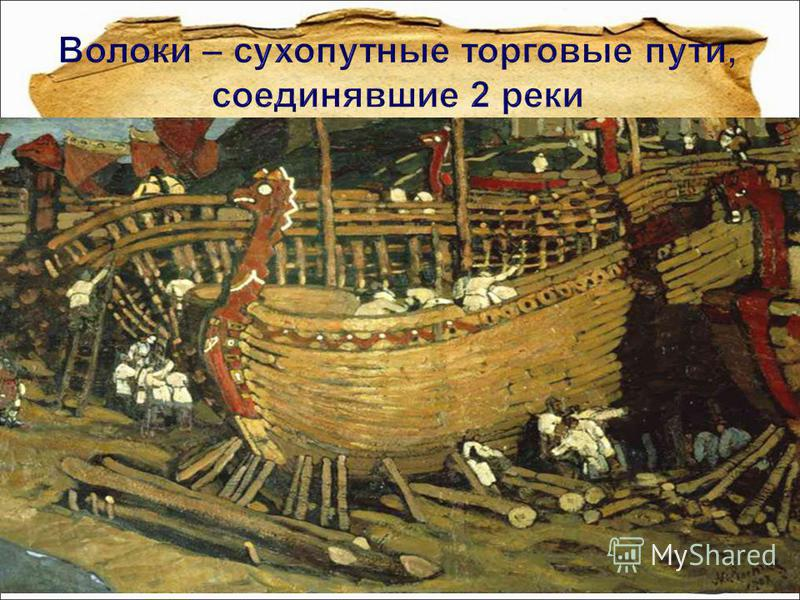 Волоки – сухопутные торговые пути,
соединявшие 2 реки
MyShared